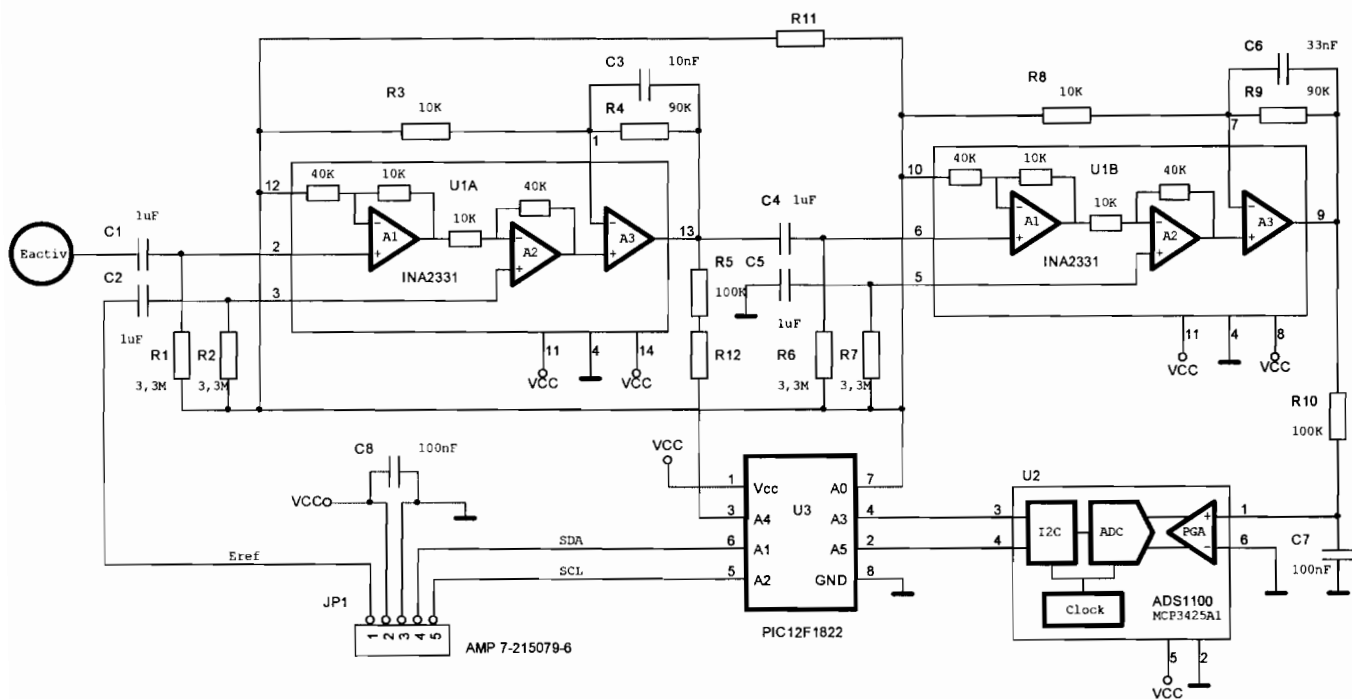 R11
C3
10nF
C6
33nF
R3
10K
R4
90K
R8
10K
R9
90K
1
7
12
40K
10K
U1A
40K
10K
A1
A2
A3
INA2331
13
10
40K
10K
U1B
40K
10K
A1
A2
A3
INA2331
9
Eactiv
C1
1uF
2
C2
1uF
3
C4
1uF
6
C5
1uF
5
R5
100K
R12
R1
3,3M
R2
3,3M
R6
3,3M
R7
3,3M
11
VCC
4
14
VCC
11
VCC
4
8
VCC
R10
100K
C8
100nF
VCC
VCC
1
Vcc
A0
7
U3
3
A4
A3
4
6
A1
A5
2
5
A2
GND
8
PIC12F1822
Eref
SDA
SCL
JP1
1
2
3
4
5
AMP 7-215079-6
U2
3
4
I2C
ADC
PGA
+
-
1
6
Clock
ADS1100
MCP3425A1
5
2
VCC
C7
100nF